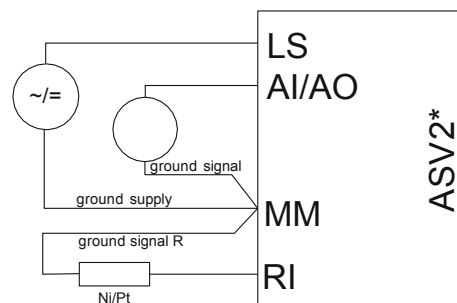 LS
~/=
AI/AO
ASV2*
ground signal
ground supply
MM
ground signal R
RI
Ni/Pt